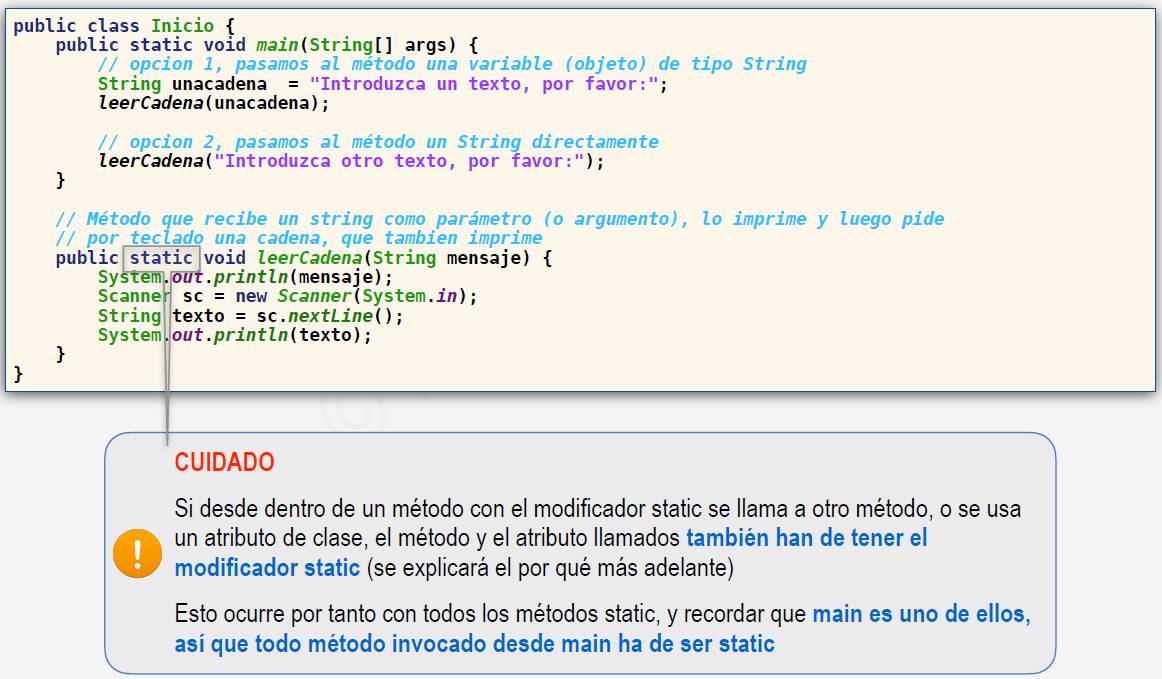 public class Inicio {
    public static void main(String[] args) {
        // opcion 1, pasamos al método una variable (objeto) de tipo String
        String unacadena  = "Introduzca un texto, por favor:";
        leerCadena(unacadena);

        // opcion 2, pasamos al método un String directamente
        leerCadena("Introduzca otro texto, por favor:");
    }

    // Método que recibe un string como parámetro (o argumento), lo imprime y luego pide
    // por teclado una cadena, que tambien imprime
    public static void leerCadena(String mensaje) {
        System.out.println(mensaje);
        Scanner sc = new Scanner(System.in);
        String texto = sc.nextLine();
        System.out.println(texto);
    }
}
©
CUIDADO
Si desde dentro de un método con el modificador static se llama a otro método, o se usa
un atributo de clase, el método y el atributo llamados también han de tener el
modificador static (se explicará el por qué más adelante)
!
Esto ocurre por tanto con todos los métodos static, y recordar que main es uno de ellos,
así que todo método invocado desde main ha de ser static